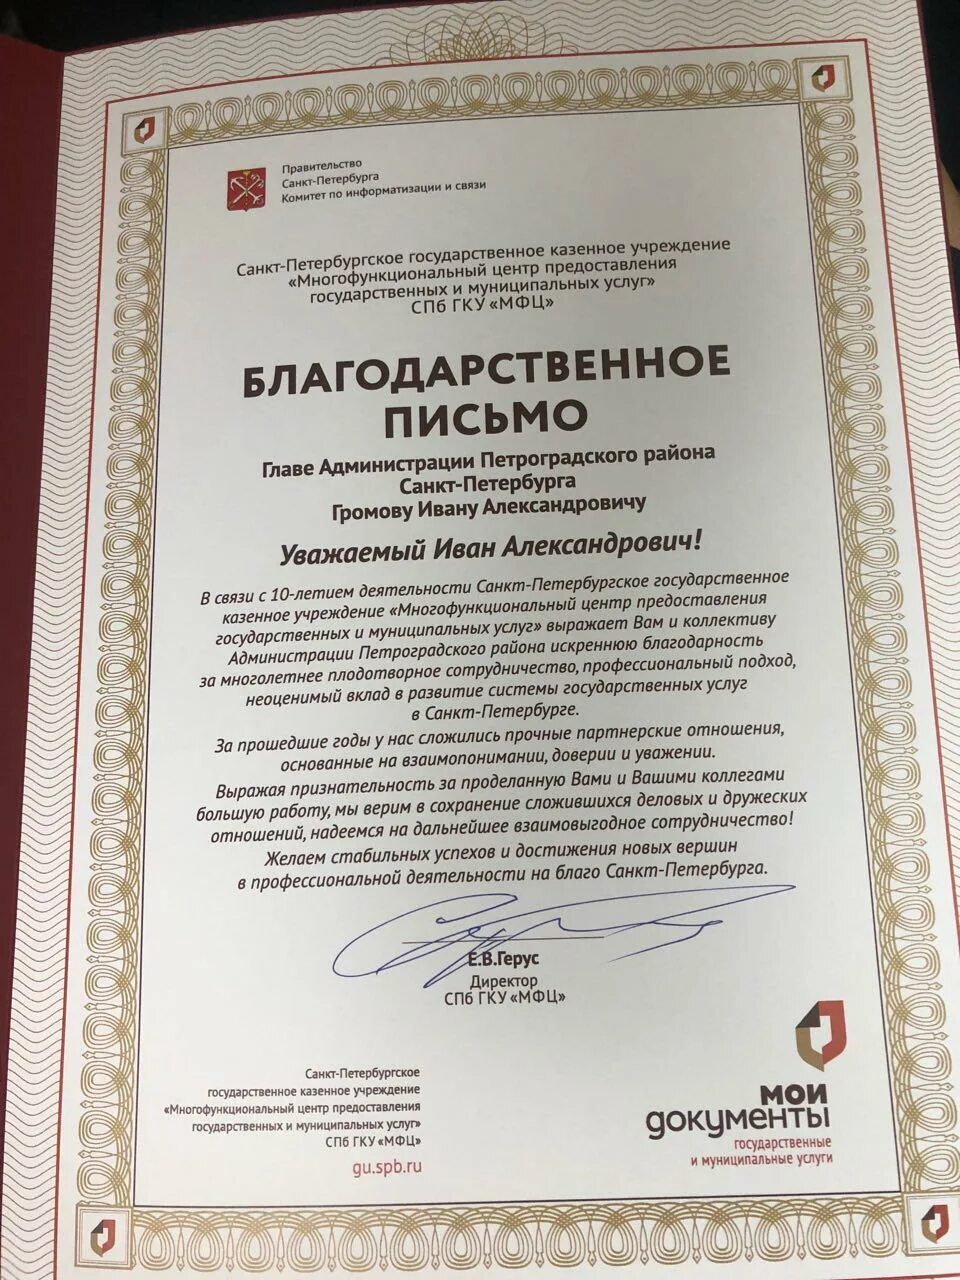 Правительство
Санкт-Петербурга
Комитет по информатизации и связи
Санкт-Петербургское государственное казенное учреждение
«Многофункциональный центр предоставления
государственных и муниципальных услуг»
СПб ГКУ «МФЦ»
БЛАГОДАРСТВЕННОЕ
ПИСЬМО
Главе Администрации Петроградского района
Санкт-Петербурга
Громову Ивану Александровичу
Уважаемый Иван Александрович!
В связи с 10-летием деятельности Санкт-Петербургское государственное
казенное учреждение «Многофункциональный центр предоставления
государственных и муниципальных услуг» выражает Вам и коллективу
Администрации Петроградского района искреннюю благодарность
за многолетнее плодотворное сотрудничество, профессиональный подход,
неоценимый вклад в развитие системы государственных услуг
в Санкт-Петербурге.
За прошедшие годы у нас сложились прочные партнерские отношения,
основанные на взаимопонимании, доверии и уважении.
Выражая признательность за проделанную Вами и Вашими коллегами
большую работу, мы верим в сохранение сложившихся деловых и дружеских
отношений, надеемся на дальнейшее взаимовыгодное сотрудничество!
Желаем стабильных успехов и достижения новых вершин
в профессиональной деятельности на благо Санкт-Петербурга.
Е.В.Герус
Директор
СПб ГКУ «МФЦ»
Санкт-Петербургское
государственное казенное учреждение
«Многофункциональный центр предоставления
государственных и муниципальных услуг»
СПб ГКУ «МФЦ»
gu.spb.ru
мои
документы
государственные
и муниципальные услуги